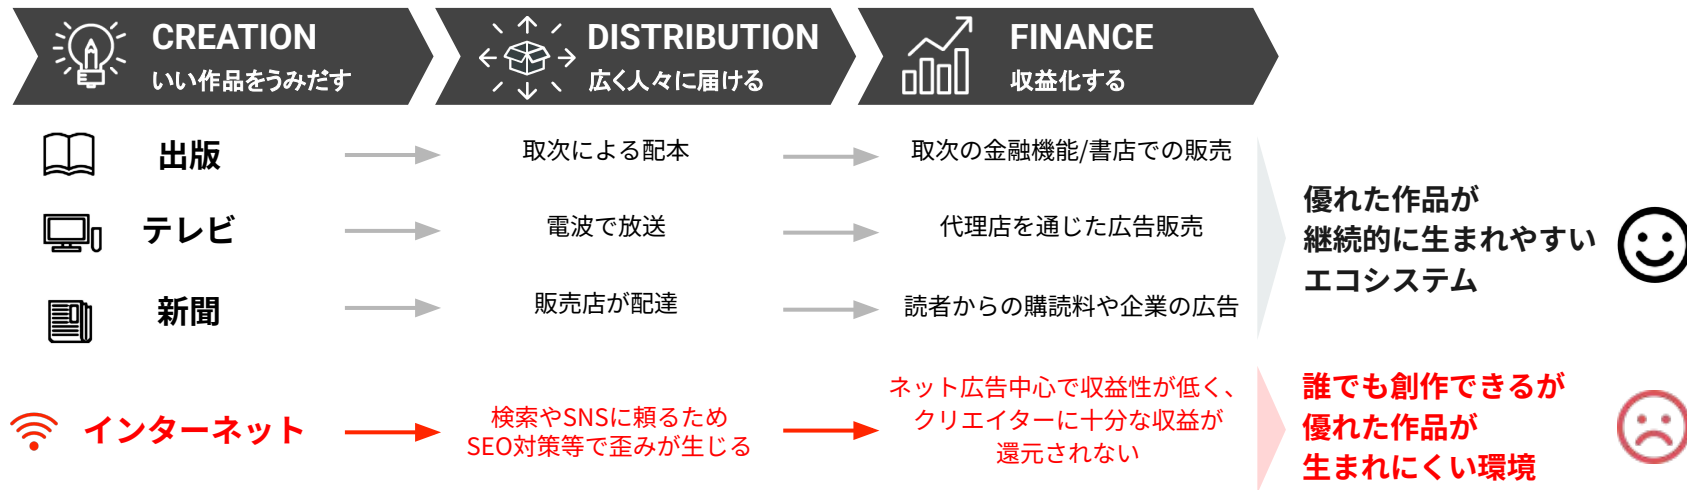 CREATION
いい作品をうみだす
DISTRIBUTION
広く人々に届ける
FINANCE
収益化する
出版
取次による配本
取次の金融機能/書店での販売
テレビ
電波で放送
代理店を通じた広告販売
新聞
販売店が配達
読者からの購読料や企業の広告
優れた作品が
継続的に生まれやすい
エコシステム
インターネット
検索やSNSに頼るため
SEO対策等で歪みが生じる
ネット広告中心で収益性が低く、
クリエイターに十分な収益が
還元されない
誰でも創作できるが
優れた作品が
生まれにくい環境